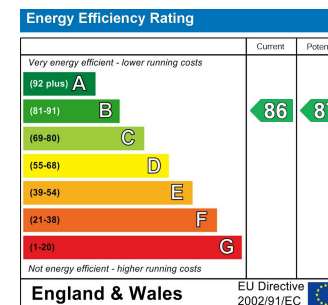 Energy Efficiency Rating
Current
Very energy efficient - lower running costs
(92 plus) A
(81-91) B
86
(69-80) C
(55-68) D
(39-54) E
(21-38) F
(1-20) G
Not energy efficient - higher running costs
England & Wales
EU Directive
2002/91/EC